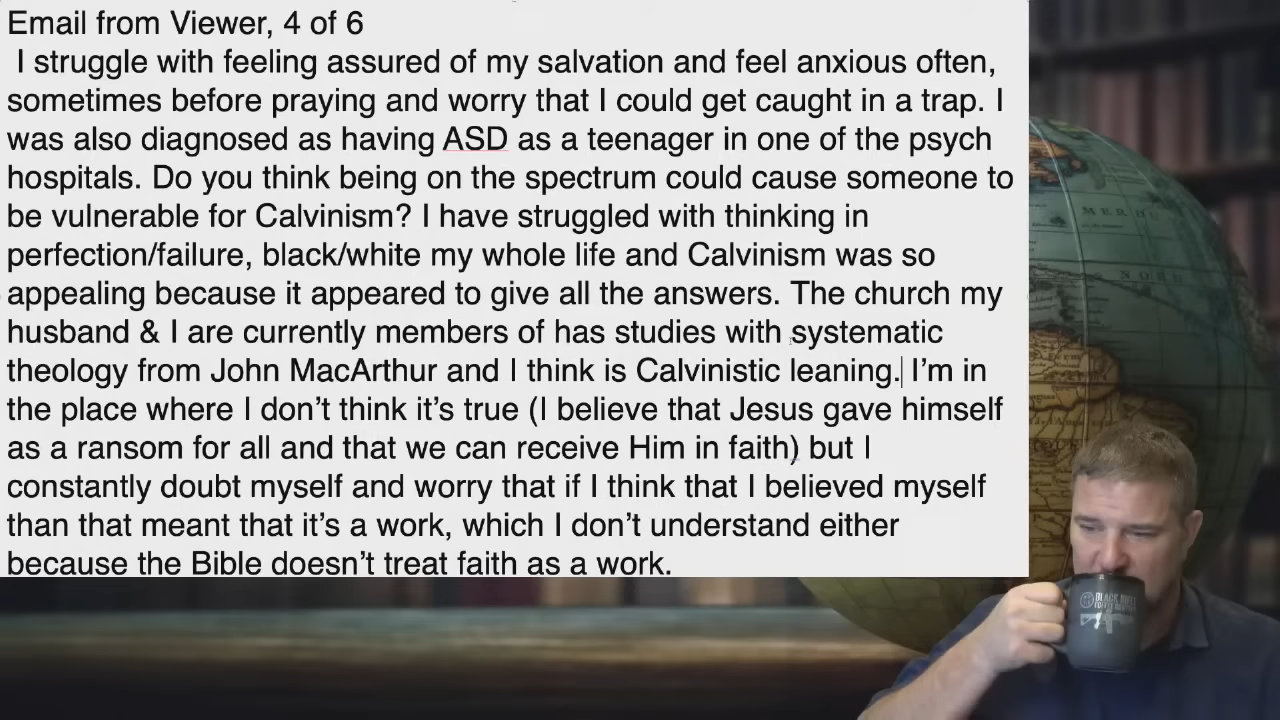 Email from Viewer, 4 of 6
I struggle with feeling assured of my salvation and feel anxious often,
sometimes before praying and worry that I could get caught in a trap. I
was also diagnosed as having ASD as a teenager in one of the psych
hospitals. Do you think being on the spectrum could cause someone to
be vulnerable for Calvinism? I have struggled with thinking in
perfection/failure, black/white my whole life and Calvinism was so
appealing because it appeared to give all the answers. The church my
husband & I are currently members of has studies with systematic
theology from John MacArthur and I think is Calvinistic leaning. I’m in
the place where I don’t think it’s true (I believe that Jesus gave himself
as a ransom for all and that we can receive Him in faith) but I
constantly doubt myself and worry that if I think that I believed myself
than that meant that it’s a work, which I don’t understand either
because the Bible doesn’t treat faith as a work.
MERDU
NORD
BLACK RIFLE
COFFEE